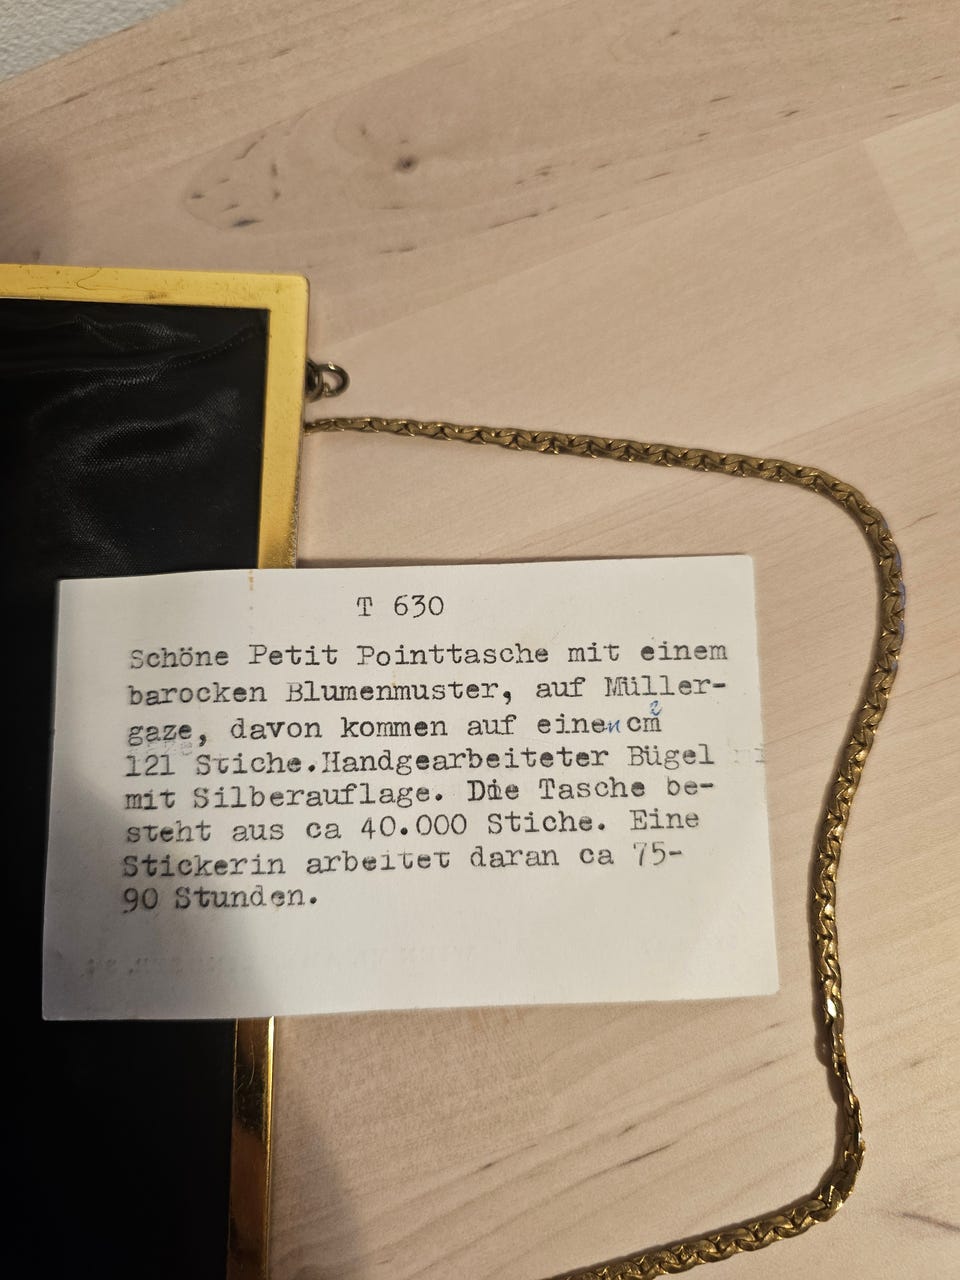 T 630
Schöne Petit Pointtasche mit einem
barocken Blumenmuster, auf Müller-
gaze, davon kommen auf einen cm²
121 Stiche.Handgearbeiteter Bügel
mit Silberauflage. Die Tasche be-
steht aus ca 40.000 Stiche. Eine
Stickerin arbeitet daran ca 75-
90 Stunden.